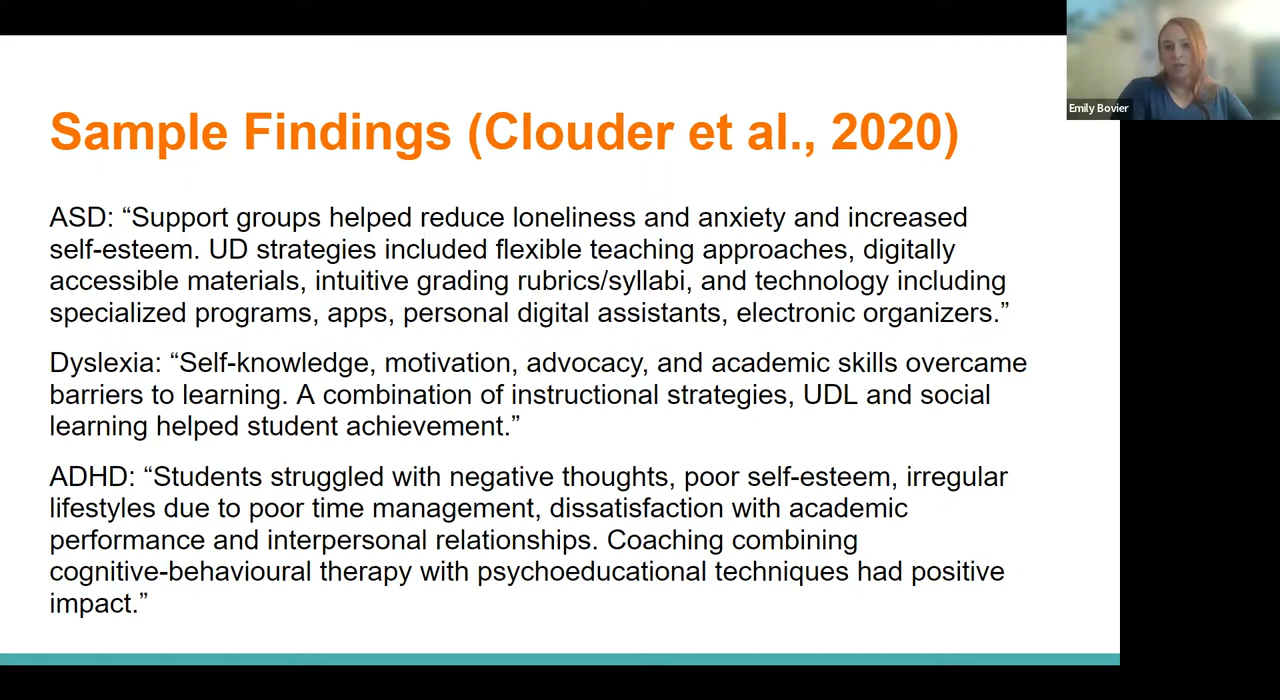 Emily Bovier
Sample Findings (Clouder et al., 2020)
ASD: “Support groups helped reduce loneliness and anxiety and increased
self-esteem. UD strategies included flexible teaching approaches, digitally
accessible materials, intuitive grading rubrics/syllabi, and technology including
specialized programs, apps, personal digital assistants, electronic organizers.”
Dyslexia: “Self-knowledge, motivation, advocacy, and academic skills overcame
barriers to learning. A combination of instructional strategies, UDL and social
learning helped student achievement.”
ADHD: “Students struggled with negative thoughts, poor self-esteem, irregular
lifestyles due to poor time management, dissatisfaction with academic
performance and interpersonal relationships. Coaching combining
cognitive-behavioural therapy with psychoeducational techniques had positive
impact.”